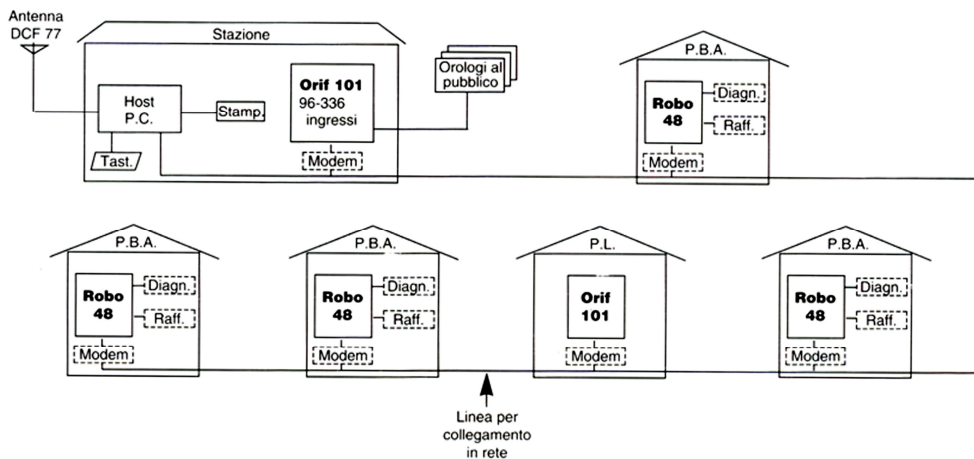 Antenna
DCF 77
Stazione
Host
P.C.
Stamp.
Tast.
Orif 101
96-336
ingressi
Modem
Orologi al
pubblico
P.B.A.
Robo
48
Diagn.
Raff.
Modem
P.B.A.
Robo
48
Diagn.
Raff.
Modem
P.B.A.
Robo
48
Diagn.
Raff.
Modem
P.L.
Orif
101
Modem
P.B.A.
Robo
48
Diagn.
Raff.
Modem
Linea per
collegamento
in rete